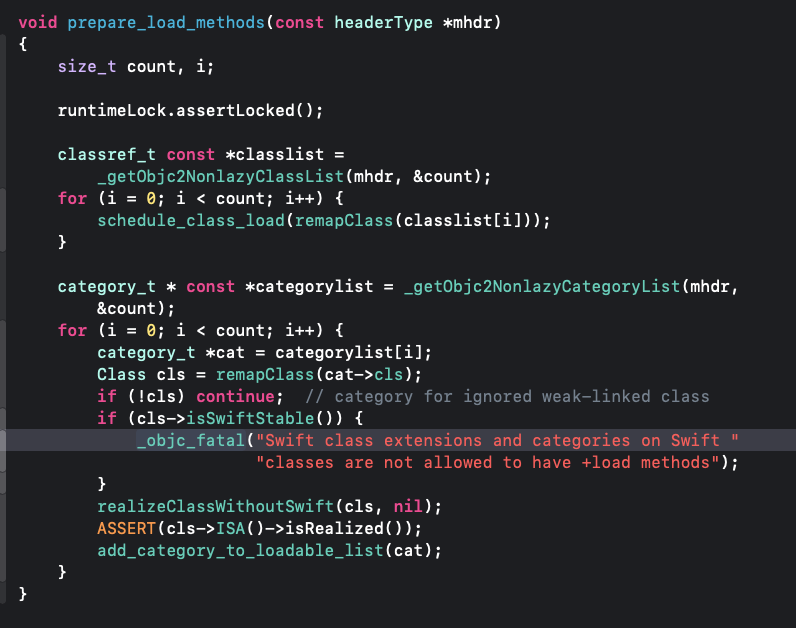 void prepare_load_methods(const headerType *mhdr)
{
    size_t count, i;

    runtimeLock.assertLocked();

    classref_t const *classlist =
        _getObjc2NonlazyClassList(mhdr, &count);
    for (i = 0; i < count; i++) {
        schedule_class_load(remapClass(classlist[i]));
    }

    category_t * const *categorylist = _getObjc2NonlazyCategoryList(mhdr,
        &count);
    for (i = 0; i < count; i++) {
        category_t *cat = categorylist[i];
        Class cls = remapClass(cat->cls);
        if (!cls) continue;  // category for ignored weak-linked class
        if (cls->isSwiftStable()) {
            _objc_fatal("Swift class extensions and categories on Swift "
                        "classes are not allowed to have +load methods");
        }
        realizeClassWithoutSwift(cls, nil);
        ASSERT(cls->ISA()->isRealized());
        add_category_to_loadable_list(cat);
    }
}